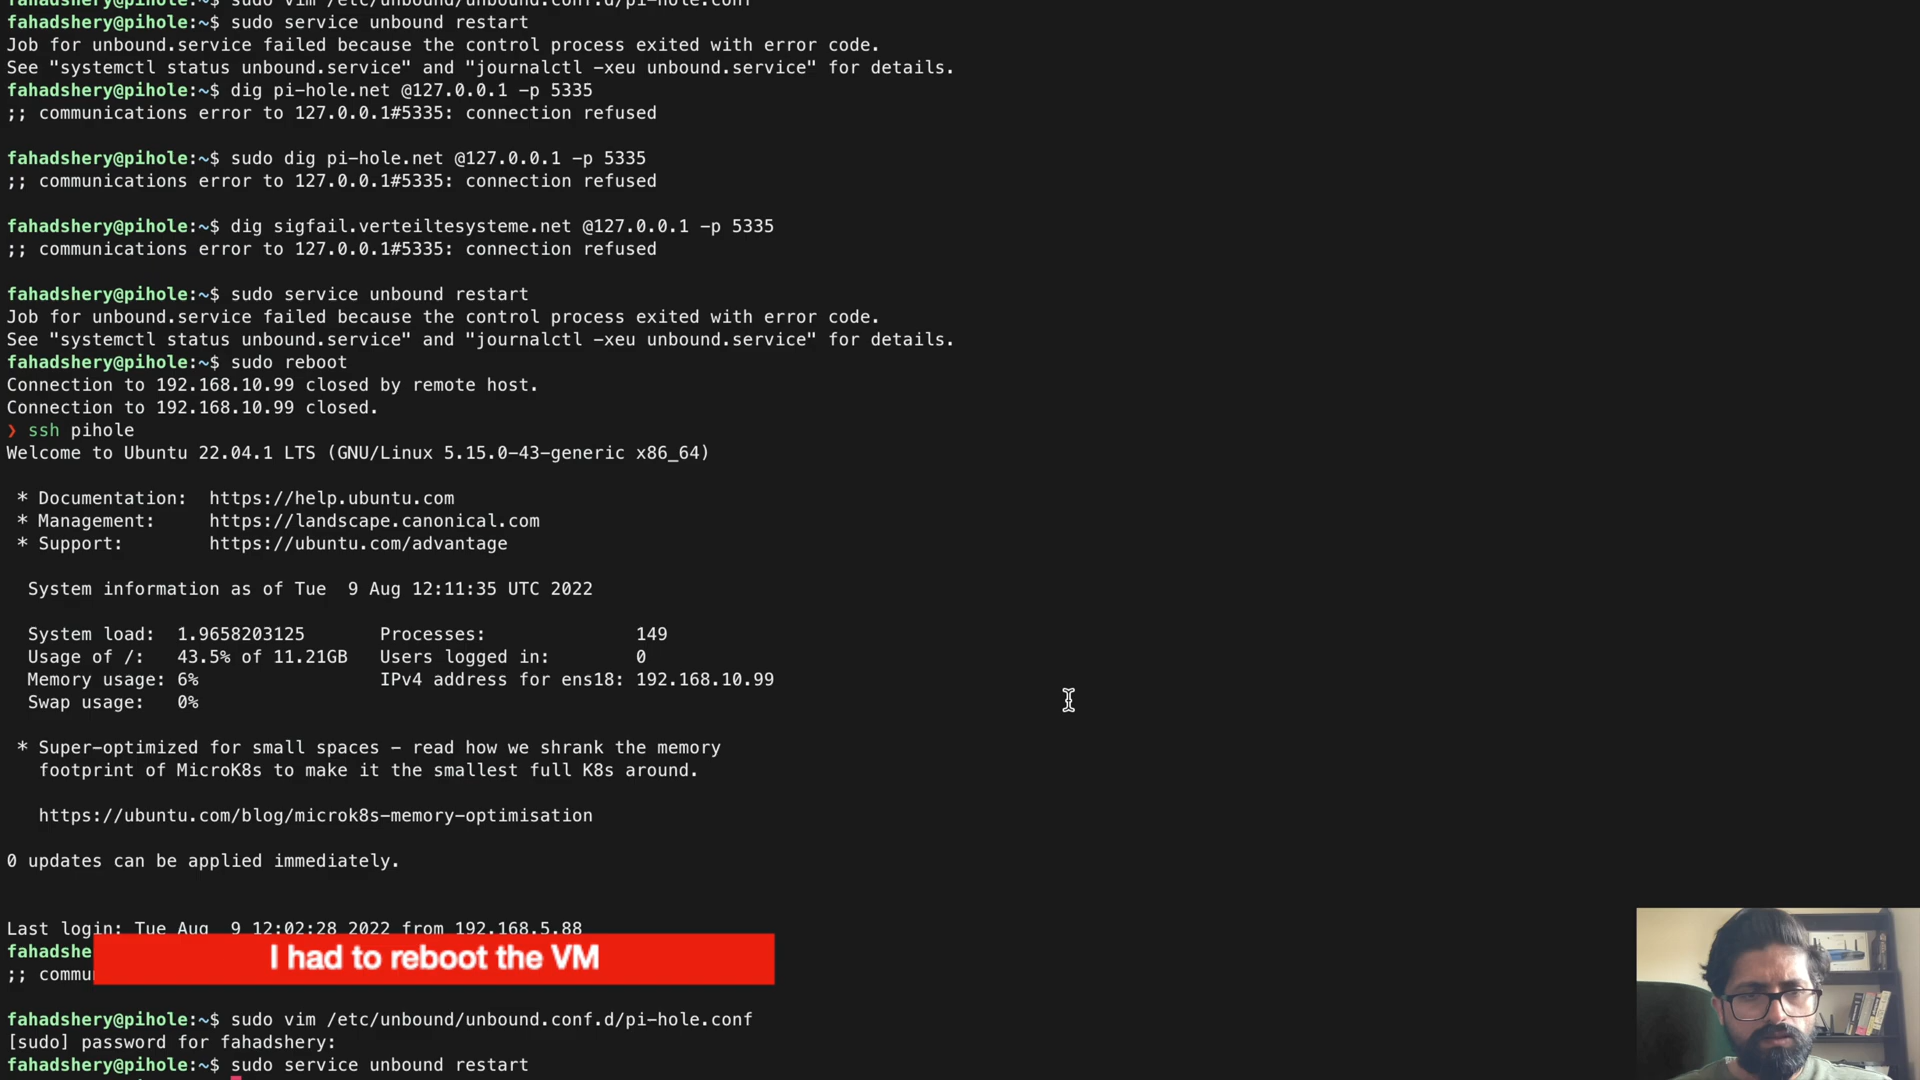 fahadshery@pihole:~$ sudo vim /etc/unbound/unbound.conf.d/pi-hole.conf
fahadshery@pihole:~$ sudo service unbound restart
Job for unbound.service failed because the control process exited with error code.
See "systemctl status unbound.service" and "journalctl -xeu unbound.service" for details.
fahadshery@pihole:~$ dig pi-hole.net @127.0.0.1 -p 5335
;; communications error to 127.0.0.1#5335: connection refused
fahadshery@pihole:~$ sudo dig pi-hole.net @127.0.0.1 -p 5335
;; communications error to 127.0.0.1#5335: connection refused
fahadshery@pihole:~$ dig sigfail.verteiltesysteme.net @127.0.0.1 -p 5335
;; communications error to 127.0.0.1#5335: connection refused
fahadshery@pihole:~$ sudo service unbound restart
Job for unbound.service failed because the control process exited with error code.
See "systemctl status unbound.service" and "journalctl -xeu unbound.service" for details.
fahadshery@pihole:~$ sudo reboot
Connection to 192.168.10.99 closed by remote host.
Connection to 192.168.10.99 closed.
❯ ssh pihole
Welcome to Ubuntu 22.04.1 LTS (GNU/Linux 5.15.0-43-generic x86_64)
* Documentation: https://help.ubuntu.com
* Management: https://landscape.canonical.com
* Support: https://ubuntu.com/advantage
System information as of Tue 9 Aug 12:11:35 UTC 2022
System load: 1.9658203125 Processes: 149
Usage of /: 43.5% of 11.21GB Users logged in: 0
Memory usage: 6% IPv4 address for ens18: 192.168.10.99
Swap usage: 0%
* Super-optimized for small spaces - read how we shrank the memory
footprint of MicroK8s to make it the smallest full K8s around.
https://ubuntu.com/blog/microk8s-memory-optimisation
0 updates can be applied immediately.
Last login: Tue Aug 9 12:02:28 2022 from 192.168.5.88
fahadshe
I had to reboot the VM
;; commu
fahadshery@pihole:~$ sudo vim /etc/unbound/unbound.conf.d/pi-hole.conf
[sudo] password for fahadshery:
fahadshery@pihole:~$ sudo service unbound restart